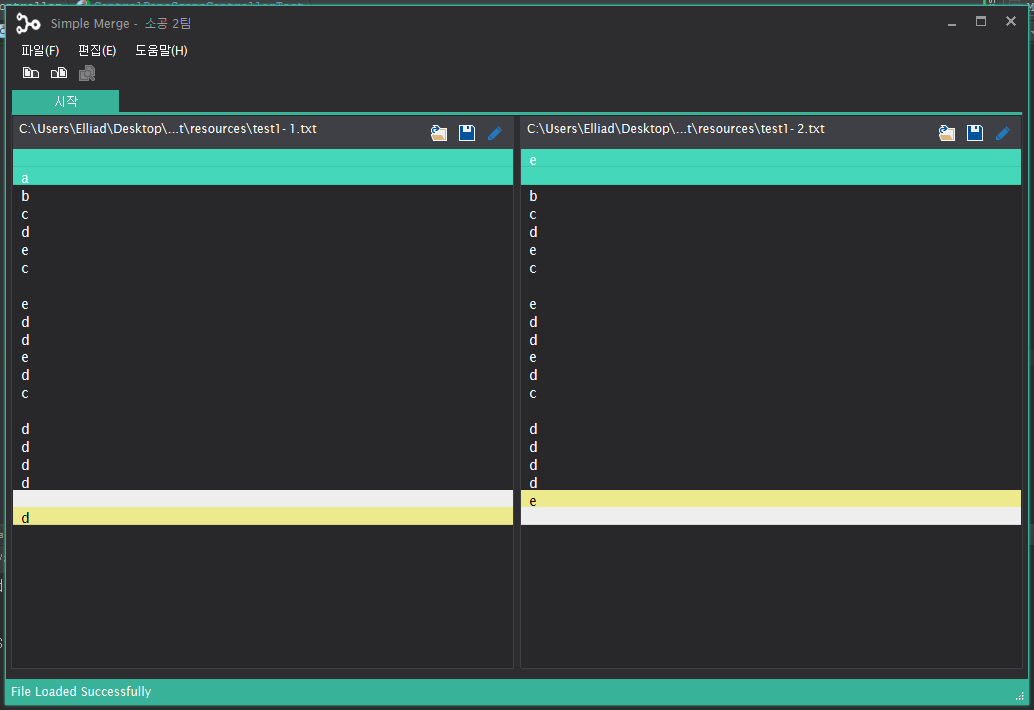 Simple Merge - 소공 2팀
파일(F) 편집(E) 도움말(H)
시작
C:\Users\Elliad\Desktop\...t\resources\test1-1.txt
a
b
c
d
e
c
e
d
d
e
d
c
d
d
d
d
d
C:\Users\Elliad\Desktop\...t\resources\test1-2.txt
e
b
c
d
e
c
e
d
d
e
d
c
d
d
d
d
e
File Loaded Successfully